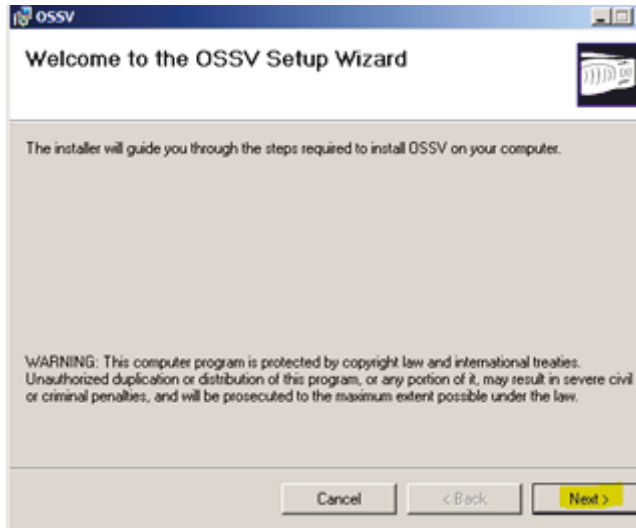 OSSV
Welcome to the OSSV Setup Wizard
The installer will guide you through the steps required to install OSSV on your computer.
WARNING: This computer program is protected by copyright law and international treaties.
Unauthorized duplication or distribution of this program, or any portion of it, may result in severe civil
or criminal penalties, and will be prosecuted to the maximum extent possible under the law.
Cancel
< Back
Next >